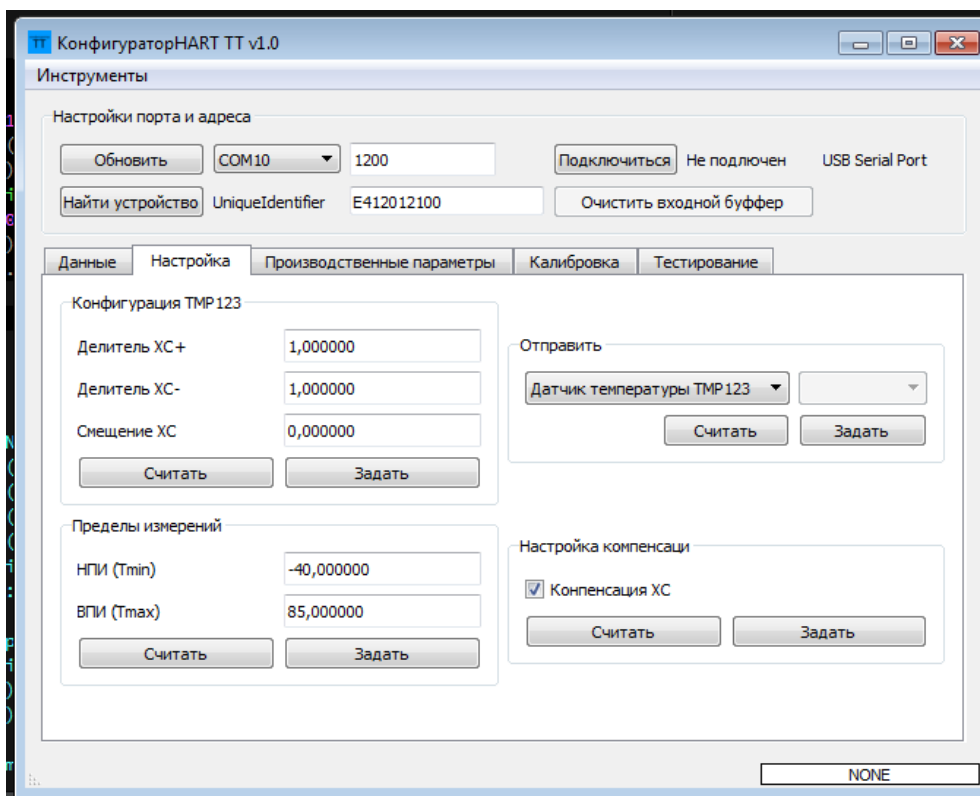 КонфигураторHART TT v1.0
Инструменты
Настройки порта и адреса
Обновить COM10 1200 Подключиться Не подлючен USB Serial Port
Найти устройство UniqueIdentifier E412012100 Очистить входной буффер
Данные Настройка Производственные параметры Калибровка Тестирование
Конфигурация TMP123
Делитель ХС+ 1,000000
Делитель ХС- 1,000000
Смещение ХС 0,000000
Считать Задать
Отправить
Датчик температуры TMP123
Считать Задать
Пределы измерений
НПИ (Tmin) -40,000000
ВПИ (Tmax) 85,000000
Считать Задать
Настройка компенсаци
Конпенсация ХС
Считать Задать
NONE